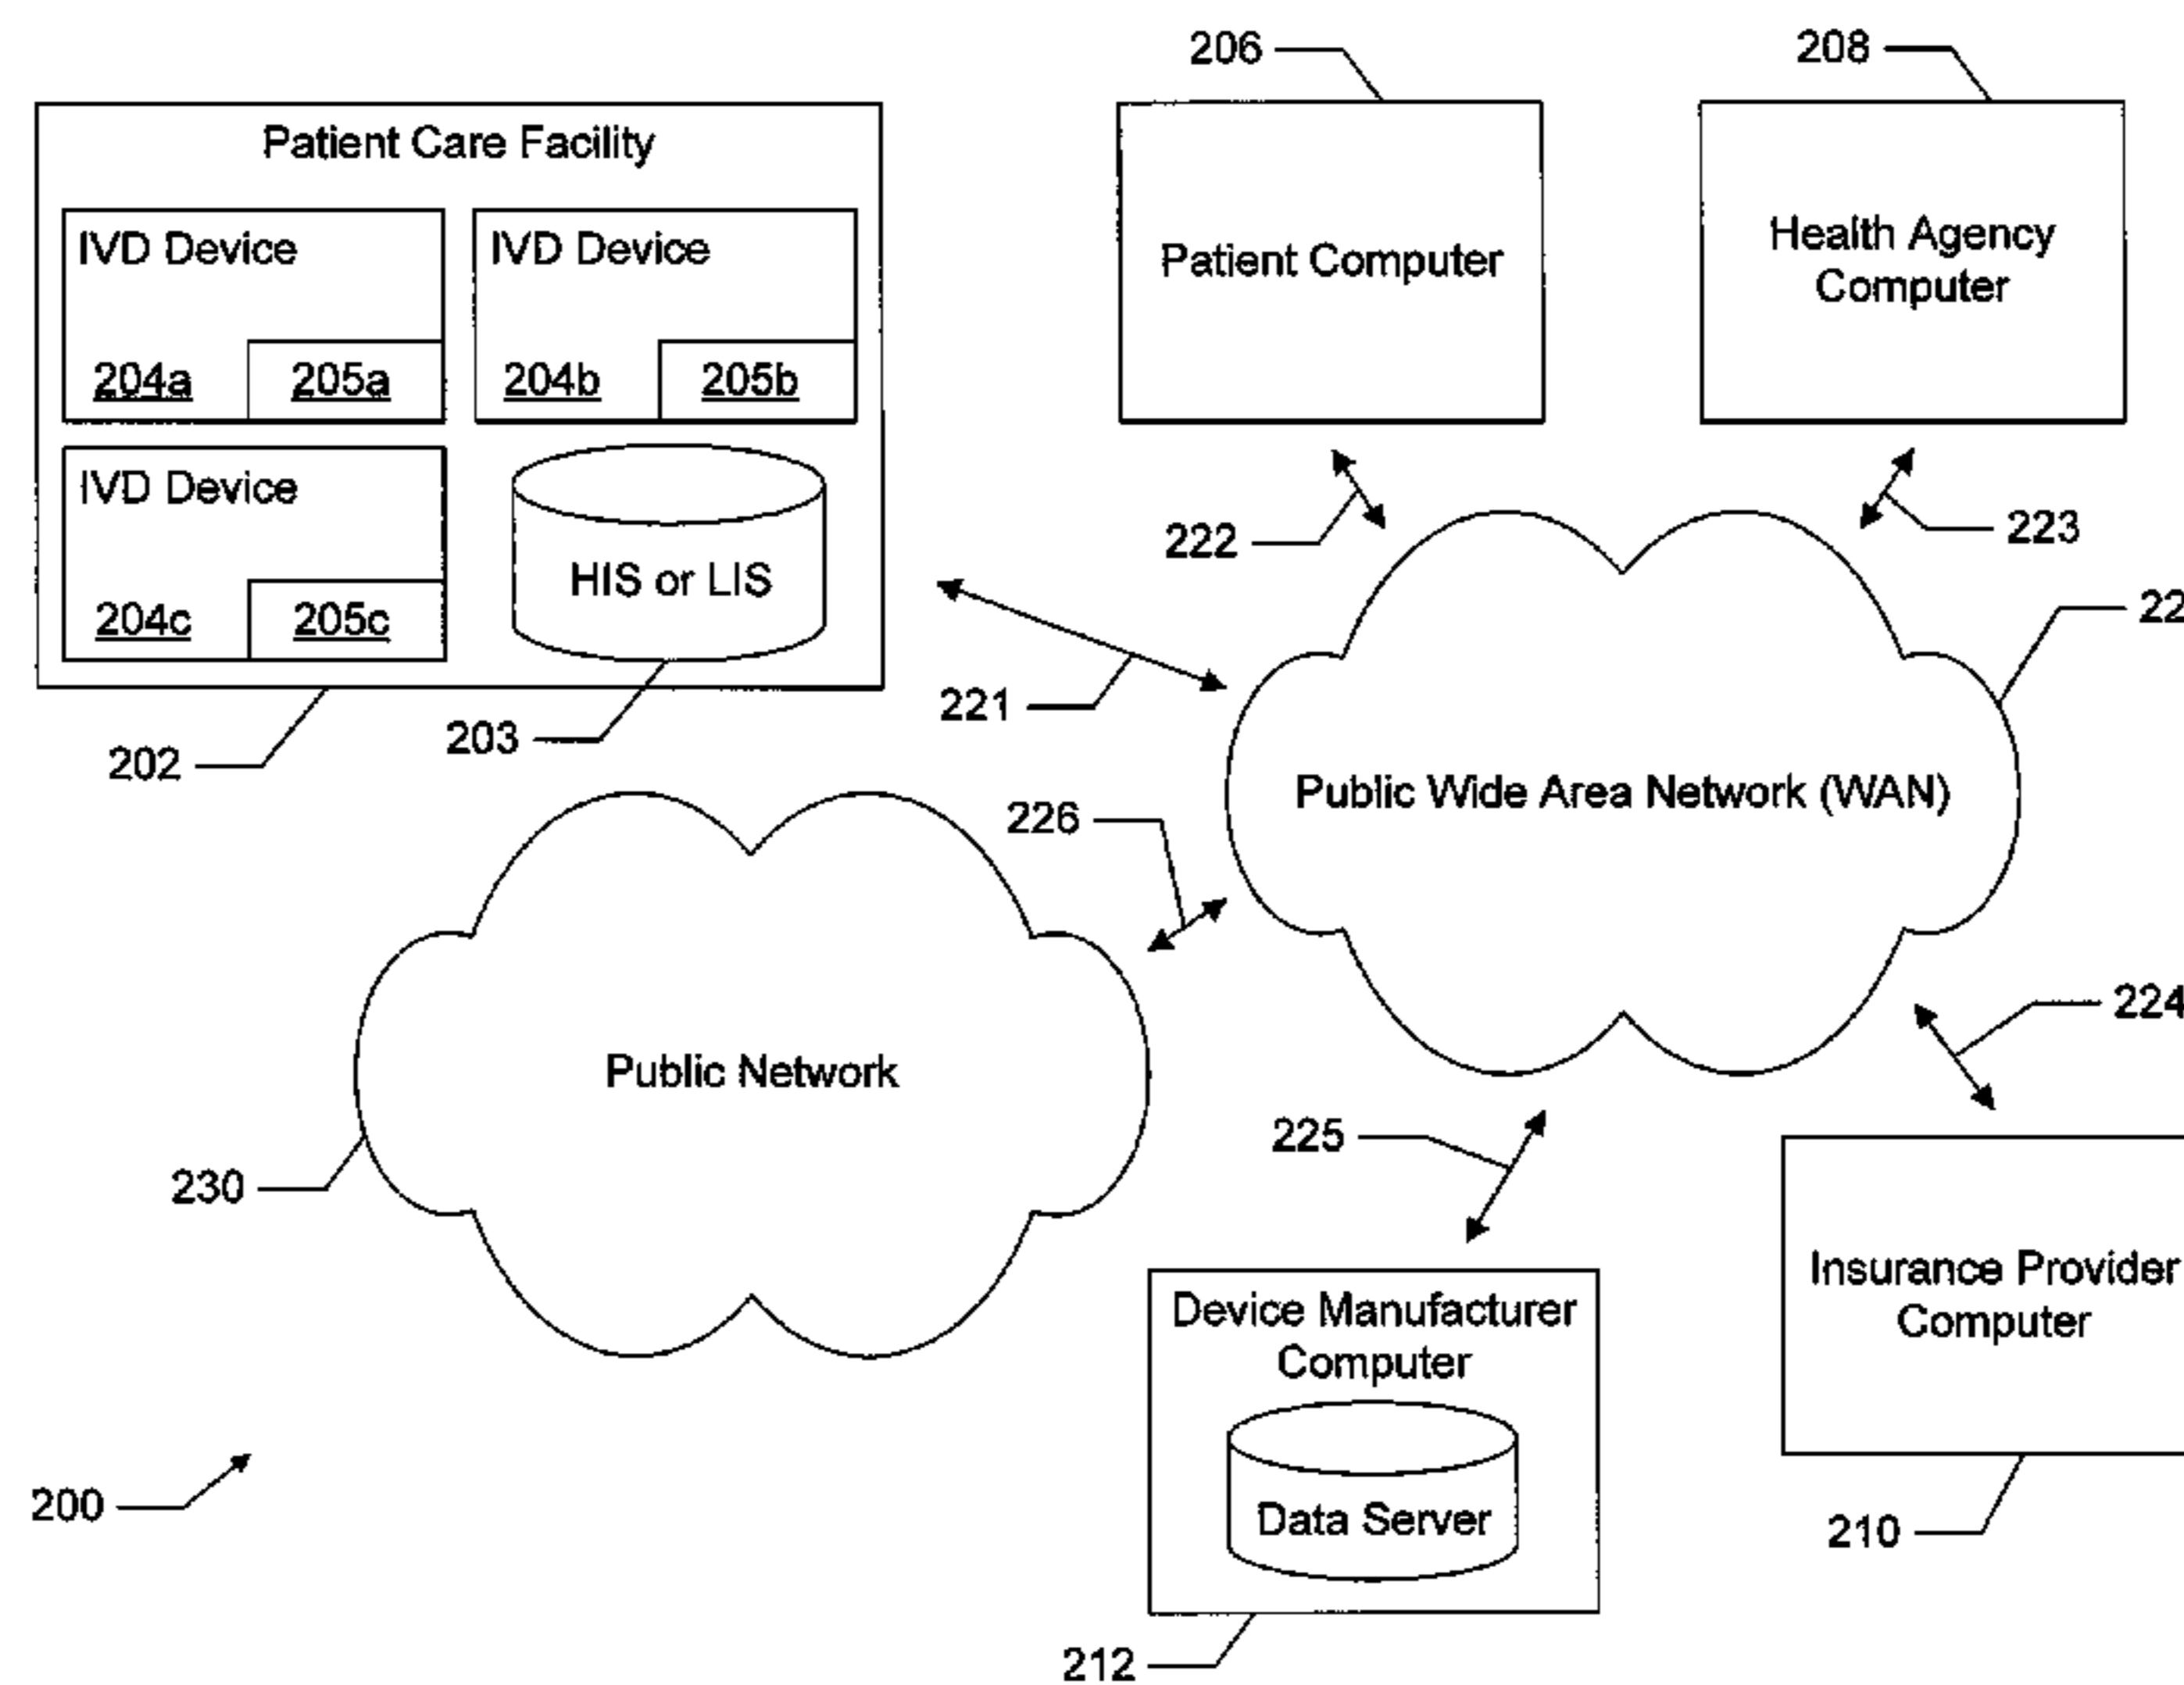 206
208
Patient Care Facility
IVD Device
204a
205a
IVD Device
204b
205b
IVD Device
204c
205c
HIS or LIS
202
203
Patient Computer
Health Agency
Computer
222
223
221
22
226
Public Wide Area Network (WAN)
Public Network
230
224
225
Device Manufacturer
Computer
Data Server
Insurance Provider
Computer
200
210
212